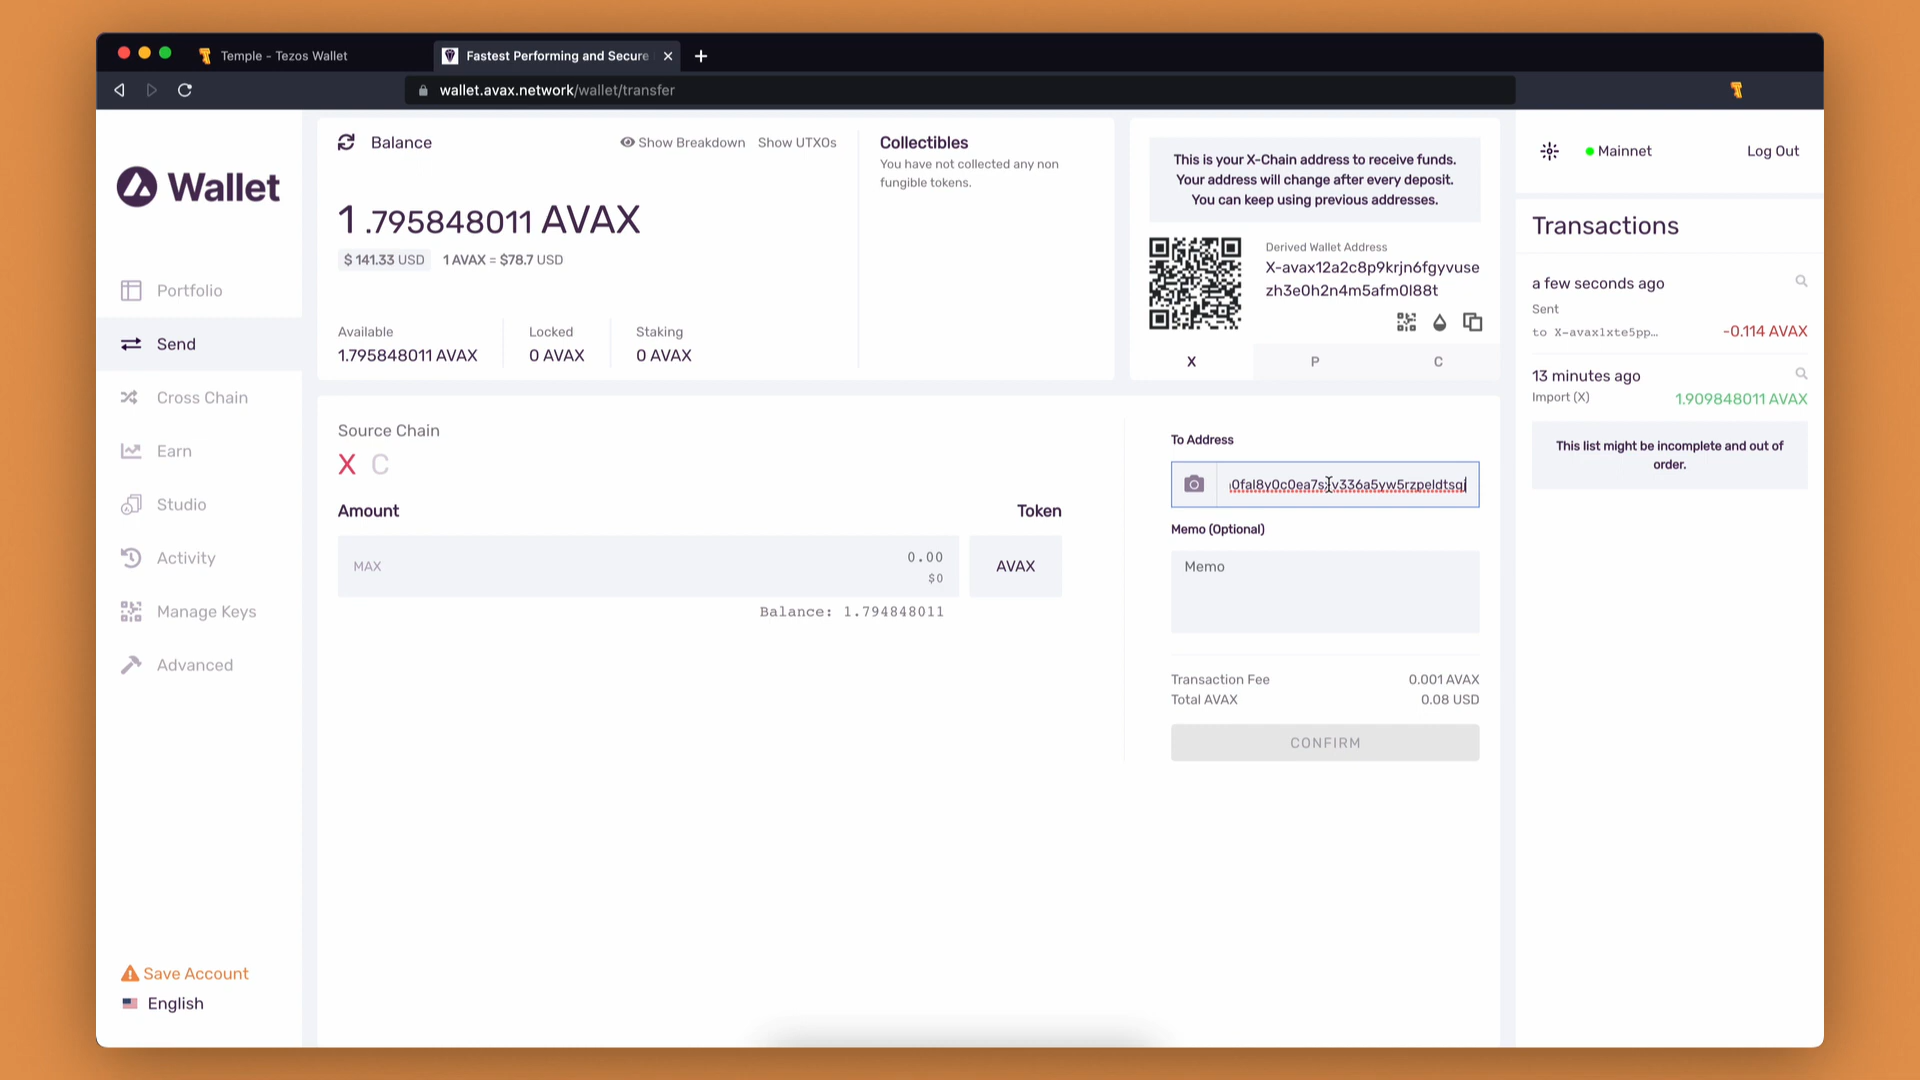 Temple - Tezos Wallet
Fastest Performing and Secure
wallet.avax.network/wallet/transfer
Wallet
Portfolio
Send
Cross Chain
Earn
Studio
Activity
Manage Keys
Advanced
Save Account
English
Balance
Show Breakdown
Show UTXOs
1.795848011 AVAX
$ 141.33 USD
1 AVAX = $78.7 USD
Available
1.795848011 AVAX
Locked
0 AVAX
Staking
0 AVAX
Collectibles
You have not collected any non
fungible tokens.
This is your X-Chain address to receive funds.
Your address will change after every deposit.
You can keep using previous addresses.
Derived Wallet Address
X-avax12a2c8p9krjn6fgyvuse
zh3e0h2n4m5afm0l88t
X
P
C
Source Chain
X C
Amount
Token
MAX
0.00
$0
AVAX
Balance: 1.794848011
To Address
Memo (Optional)
Memo
Transaction Fee
0.001 AVAX
Total AVAX
0.08 USD
CONFIRM
Mainnet
Log Out
Transactions
a few seconds ago
Sent
to X-avax1xte5pp…
-0.114 AVAX
13 minutes ago
Import (X)
1.909848011 AVAX
This list might be incomplete and out of
order.